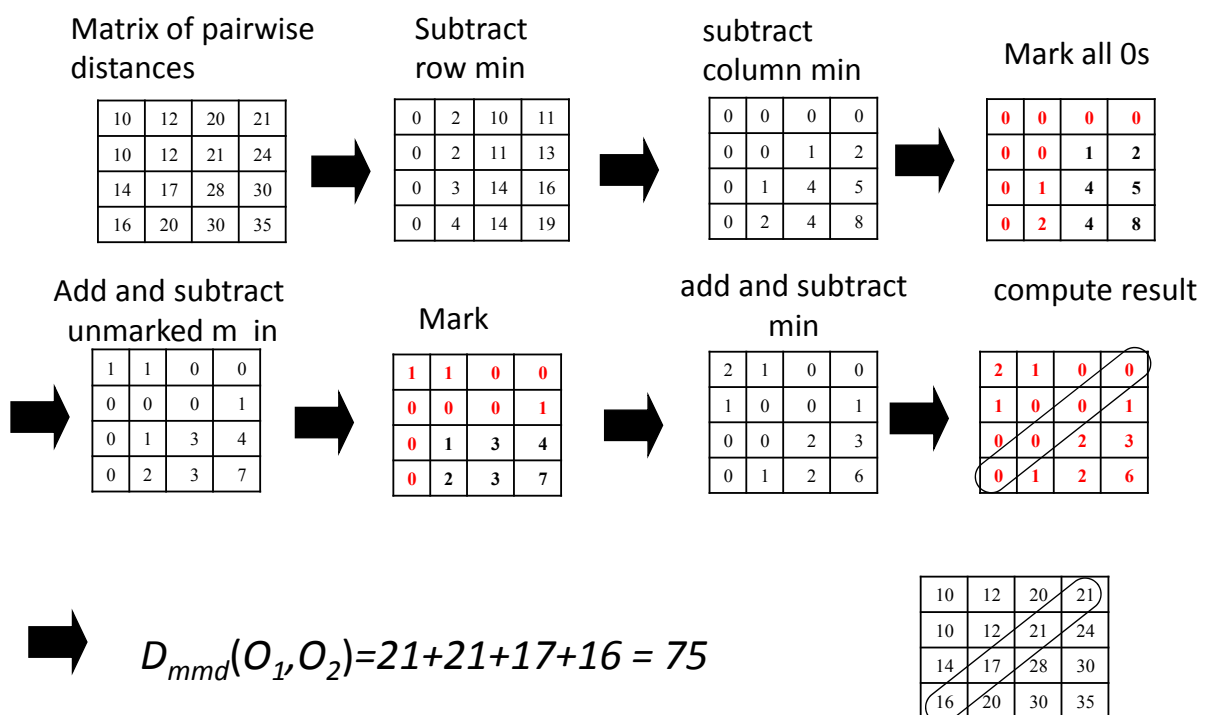 Matrix of pairwise
distances
Subtract
row min
subtract
column min
Mark all 0s
10 12 20 21
10 12 21 24
14 17 28 30
16 20 30 35
0 2 10 11
0 2 11 13
0 3 14 16
0 4 14 19
0 0 0 0
0 0 1 2
0 1 4 5
0 2 4 8
0 0 0 0
0 0 1 2
0 1 4 5
0 2 4 8
Add and subtract
unmarked m in
Mark
add and subtract
min
compute result
1 1 0 0
0 0 0 1
0 1 3 4
0 2 3 7
1 1 0 0
0 0 0 1
0 1 3 4
0 2 3 7
2 1 0 0
1 0 0 1
0 0 2 3
0 1 2 6
2 1 0 0
1 0 0 1
0 0 2 3
0 1 2 6
Dmmd(O1,O2)=21+21+17+16 = 75
10 12 20 21
10 12 21 24
14 17 28 30
16 20 30 35